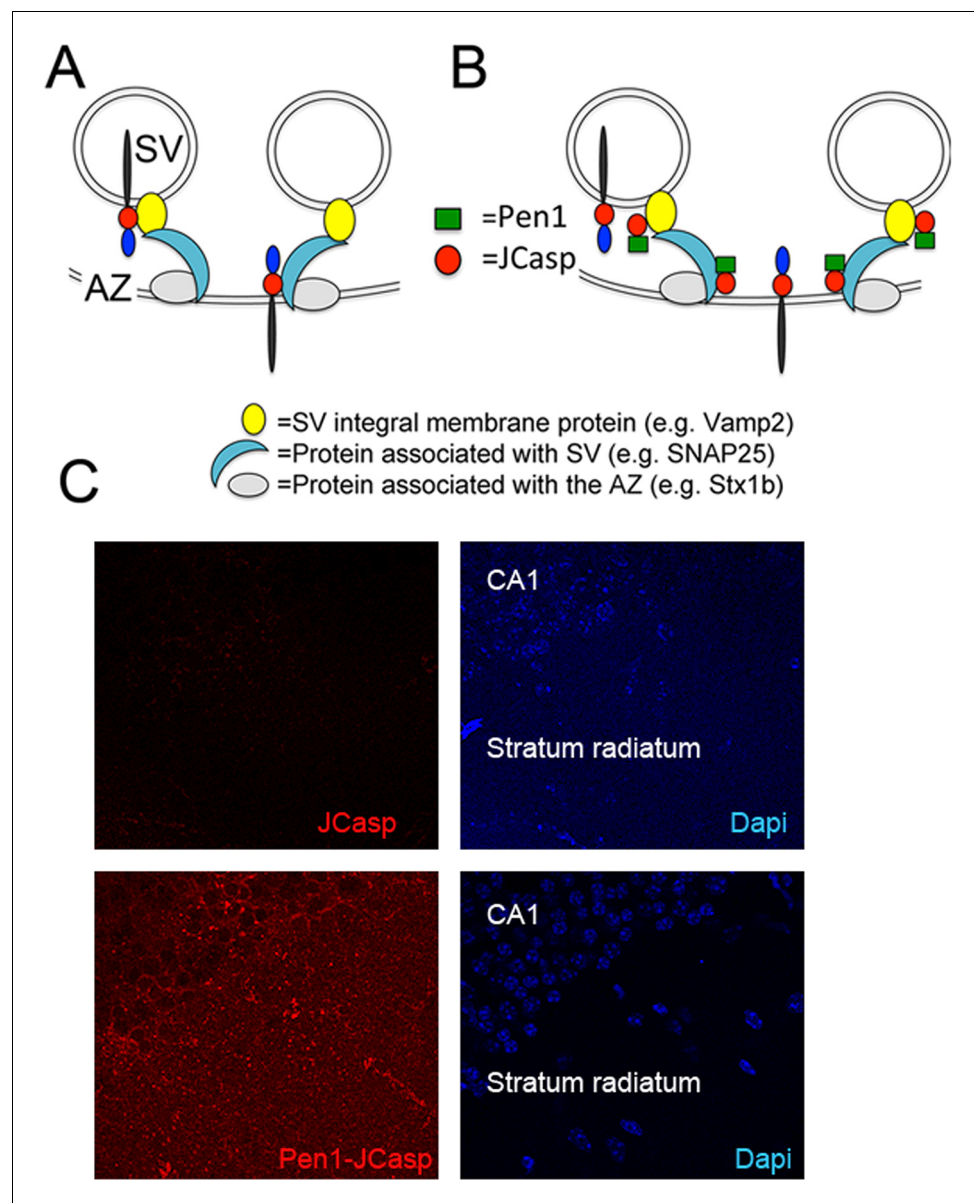 A
B
SV
AZ
=Pen1
=JCasp
=SV integral membrane protein (e.g. Vamp2)
=Protein associated with SV (e.g. SNAP25)
=Protein associated with the AZ (e.g. Stx1b)
C
JCasp
CA1
Stratum radiatum
Dapi
Pen1-JCasp
CA1
Stratum radiatum
Dapi